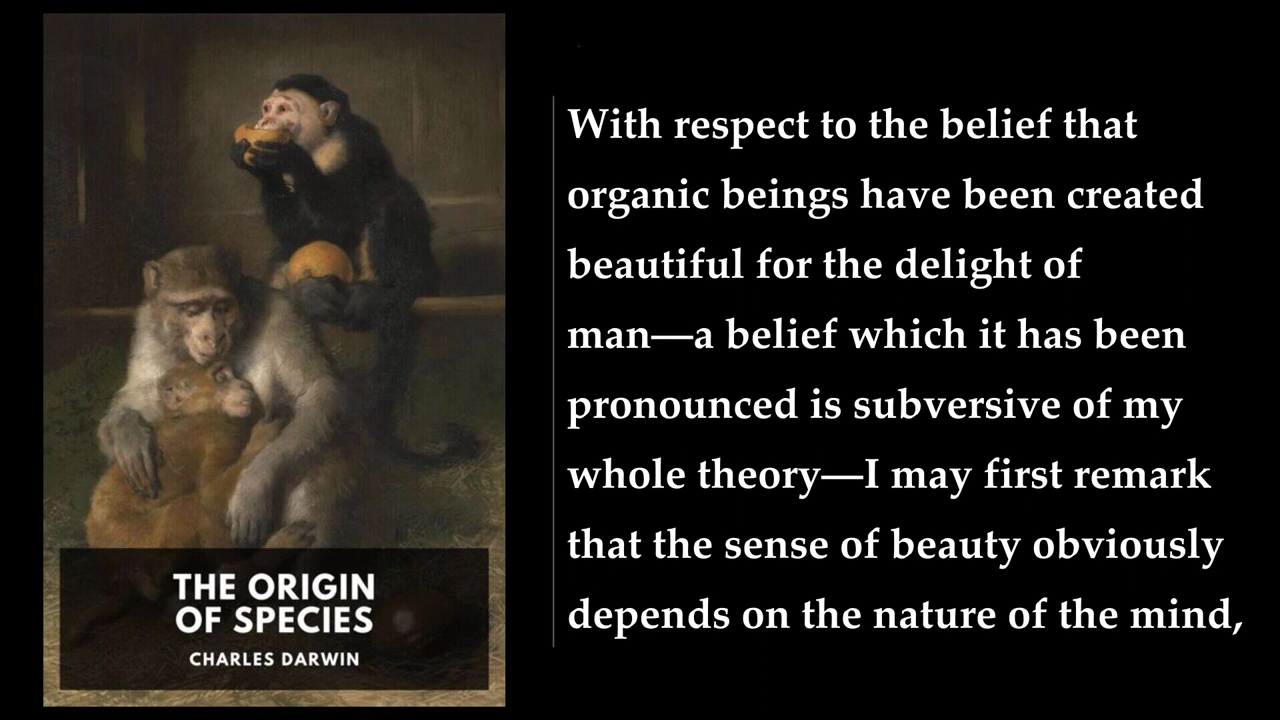 THE ORIGIN
OF SPECIES
CHARLES DARWIN
With respect to the belief that
organic beings have been created
beautiful for the delight of
man—a belief which it has been
pronounced is subversive of my
whole theory—I may first remark
that the sense of beauty obviously
depends on the nature of the mind,